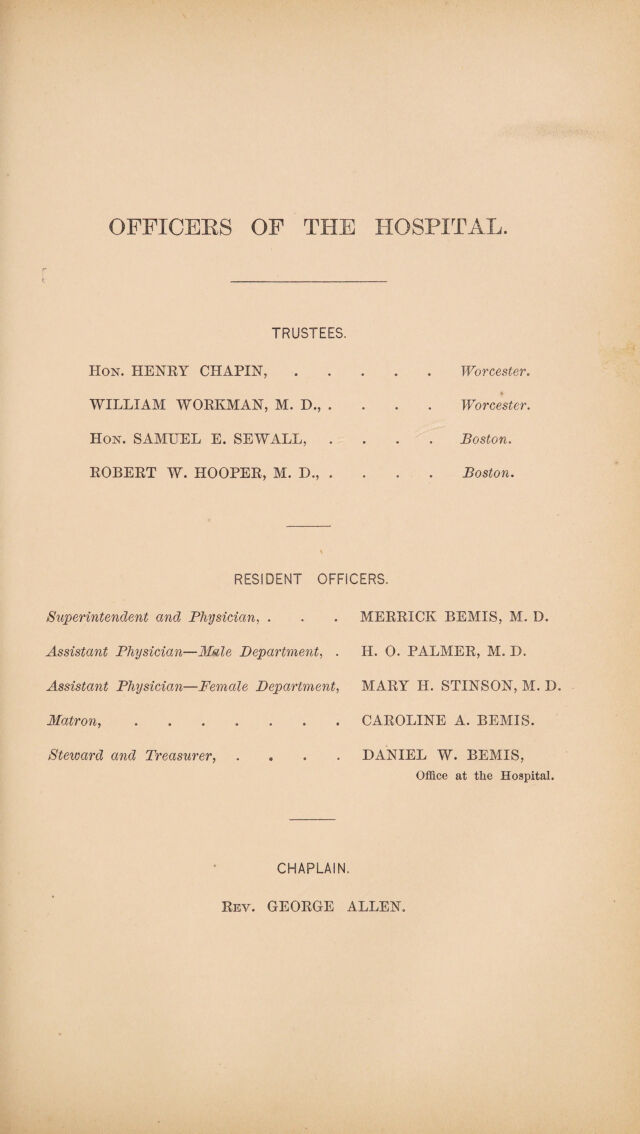 OFFICERS OF THE HOSPITAL.
TRUSTEES.
HON. HENRY CHAPIN, . . . . . Worcester.
WILLIAM WORKMAN, M. D., . . . . Worcester.
HON. SAMUEL E. SEWALL, . . . . Boston.
ROBERT W. HOOPER, M. D., . . . . Boston.
RESIDENT OFFICERS.
Superintendent and Physician, . . . MERRICK BEMIS, M. D.
Assistant Physician—Male Department, . H. O. PALMER, M. D.
Assistant Physician—Female Department, MARY H. STINSON, M. D.
Matron, . . . . . . . CAROLINE A. BEMIS.
Steward and Treasurer, . . . . DANIEL W. BEMIS,
Office at the Hospital.
CHAPLAIN.
REV. GEORGE ALLEN.